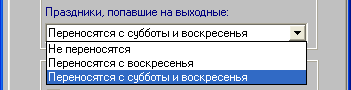 Праздники, попавшие на выходные:
Переносятся с субботы и воскресенья
Не переносятся
Переносятся с воскресенья
Переносятся с субботы и воскресенья